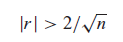 |r| > 2/√n